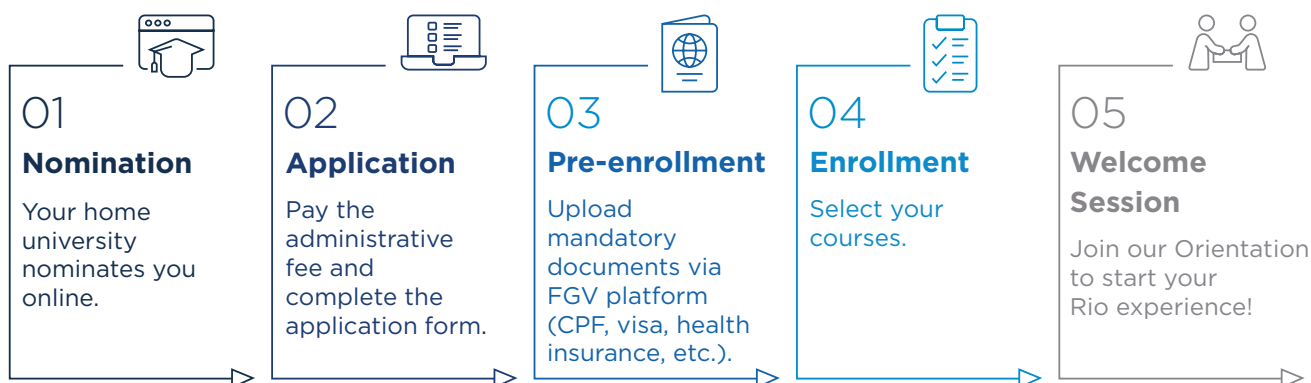 01
Nomination
Your home
university
nominates you
online.
02
Application
Pay the
administrative
fee and
complete the
application form.
03
Pre-enrollment
Upload
mandatory
documents via
FGV platform
(CPF, visa, health
insurance, etc.).
04
Enrollment
Select your
courses.
05
Welcome
Session
Join our Orientation
to start your
Rio experience!